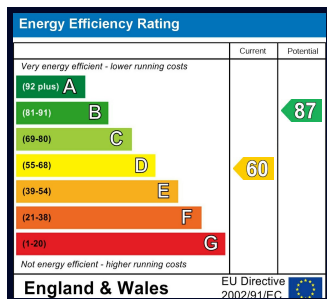 Energy Efficiency Rating
Current Potential
Very energy efficient - lower running costs
(92 plus) A
(81-91) B
87
(69-80) C
(55-68) D
60
(39-54) E
(21-38) F
(1-20) G
Not energy efficient - higher running costs
England & Wales
EU Directive
2002/91/EC